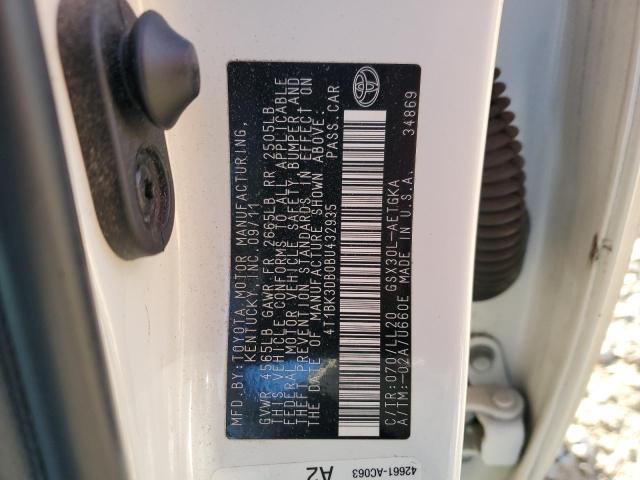 MFD. BY: TOYOTA MOTOR MANUFACTURING,
KENTUCKY, INC. 09/11
GVWR 4565LB GAWR FR 2655LB RR 2505LB
THIS VEHICLE CONFORMS TO ALL APPLICABLE
FEDERAL MOTOR VEHICLE SAFETY, BUMPER AND
THEFT PREVENTION STANDARDS IN EFFECT ON
THE DATE OF MANUFACTURE SHOWN ABOVE.
4T1BK3DB0BU432935 PASS.CAR
C/TR:070/LL20 GSX30L-AETGKA
A/TM:-02A/U660E MADE IN U.S.A. 34869
42661-AC063
A2